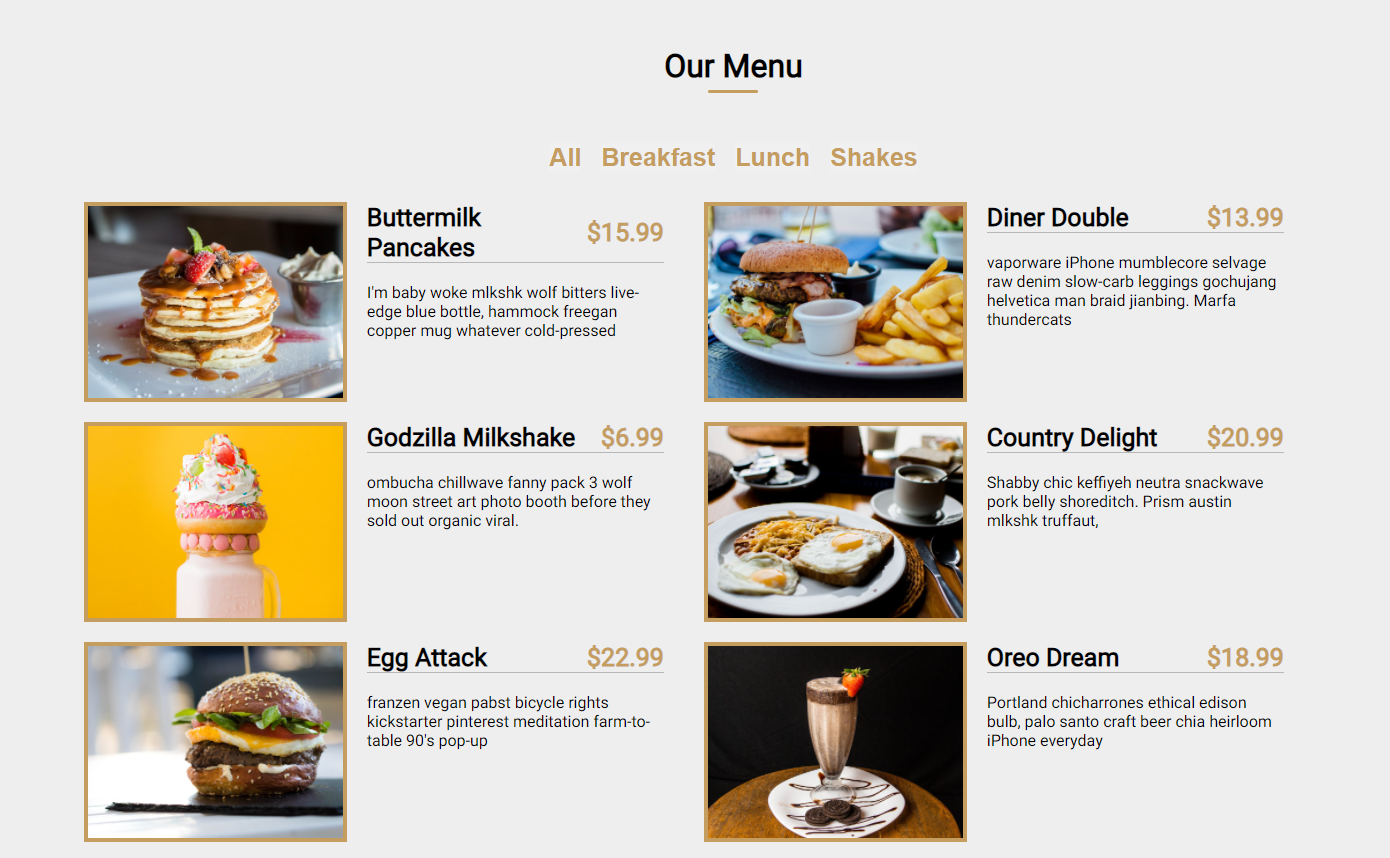 Our Menu
All Breakfast Lunch Shakes
Buttermilk
Pancakes
$15.99
I'm baby woke mlkshk wolf bitters live-
edge blue bottle, hammock freegan
copper mug whatever cold-pressed
Diner Double $13.99
vaporware iPhone mumblecore selvage
raw denim slow-carb leggings gochujang
helvetica man braid jianbing. Marfa
thundercats
Godzilla Milkshake $6.99
ombucha chillwave fanny pack 3 wolf
moon street art photo booth before they
sold out organic viral.
Country Delight $20.99
Shabby chic keffiyeh neutra snackwave
pork belly shoreditch. Prism austin
mlkshk truffaut,
Egg Attack $22.99
franzen vegan pabst bicycle rights
kickstarter pinterest meditation farm-to-
table 90's pop-up
Oreo Dream $18.99
Portland chicharrones ethical edison
bulb, palo santo craft beer chia heirloom
iPhone everyday